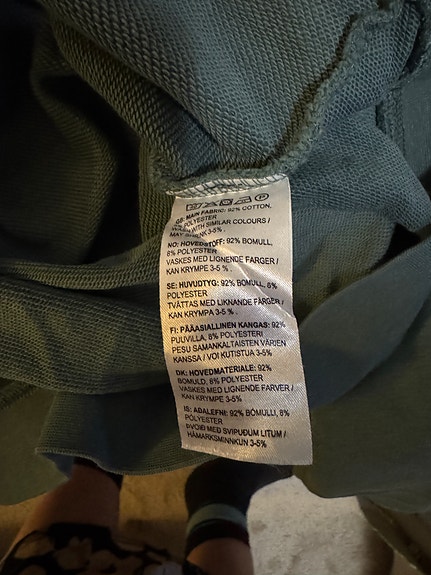 GB: MAIN FABRIC: 92% COTTON,
POLYESTER
WASH WITH SIMILAR COLOURS /
MAY SHRINK 3-5%.
NO: HOVEDSTOFF: 92% BOMULL,
8% POLYESTER
VASKES MED LIGNENDE FARGER /
KAN KRYMPE 3-5 %.
SE: HUVUDTYG: 92% BOMULL, 8%
POLYESTER
TVÄTTAS MED LIKNANDE FÄRGER /
KAN KRYMPA 3-5 %.
FI: PÄÄASIALLINEN KANGAS: 92%
PUUVILLA, 8% POLYESTERI
PESU SAMANKALTAISTEN VÄRIEN
KANSSA / VOI KUTISTUA 3-5%
DK: HOVEDMATERIALE: 92%
BOMULD, 8% POLYESTER
VASKES MED LIGNENDE FARVER /
KAN KRYMPE 3-5%
IS: AÐALEFNI: 92% BÓMULL, 8%
PÓLÝESTER
ÞVOIÐ MEÐ SVIPUÐUM LITUM /
HÁMARKSMINNKUN 3-5%